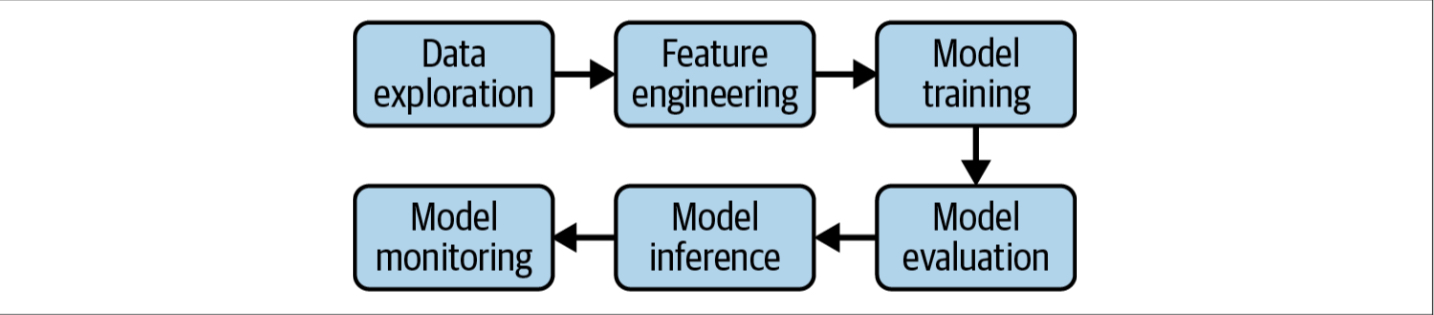 Data
exploration
Feature
engineering
Model
training
Model
monitoring
Model
inference
Model
evaluation